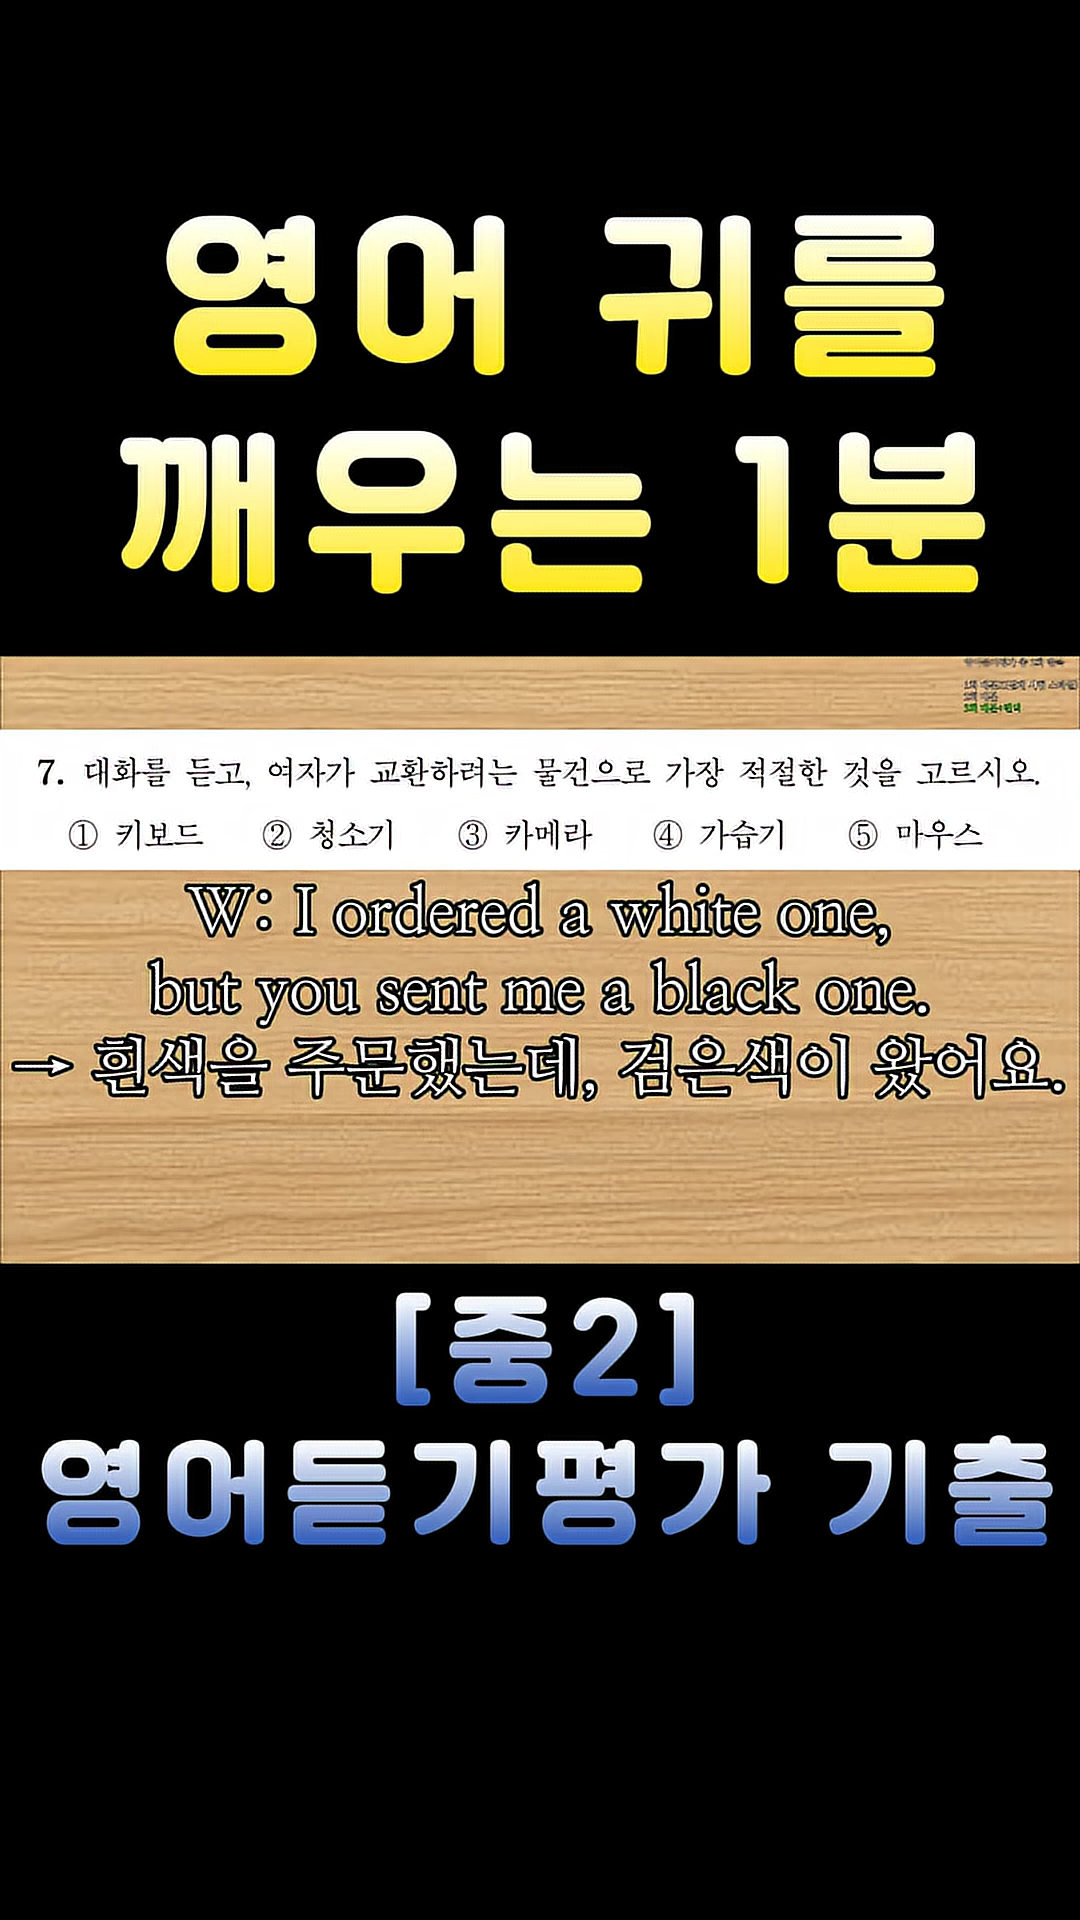 영어 귀를
깨우는 1분
7. 대화를 듣고, 여자가 교환하려는 물건으로 가장 적절한 것을 고르시오.
① 키보드 ② 청소기 ③ 카메라 ④ 가습기 ⑤ 마우스
W: I ordered a white one,
but you sent me a black one.
→ 흰색을 주문했는데, 검은색이 왔어요.
[중2]
영어듣기평가 기출